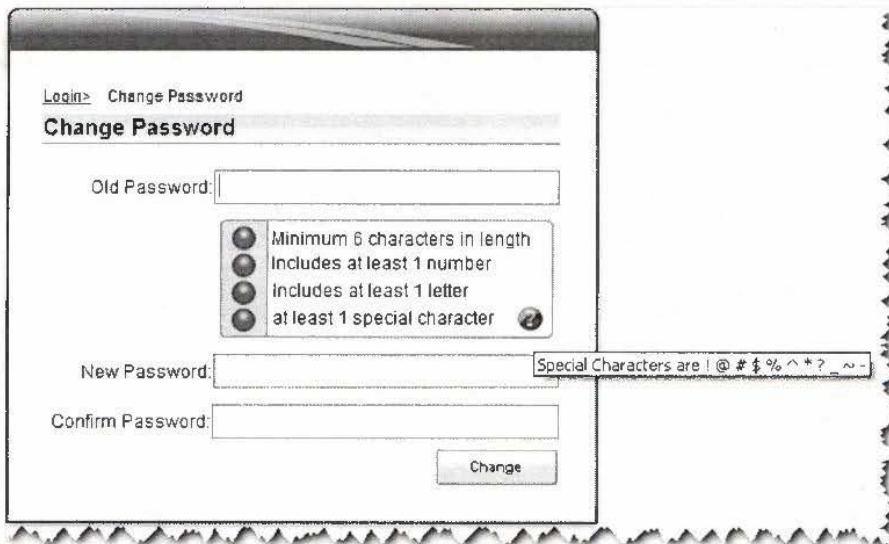 Login> Change Password
Change Password
Old Password:
Minimum 6 characters in length
Includes at least 1 number
Includes at least 1 letter
at least 1 special character
Special Characters are ! @ # $ % ^ * ? _ ~ -
New Password:
Confirm Password:
Change